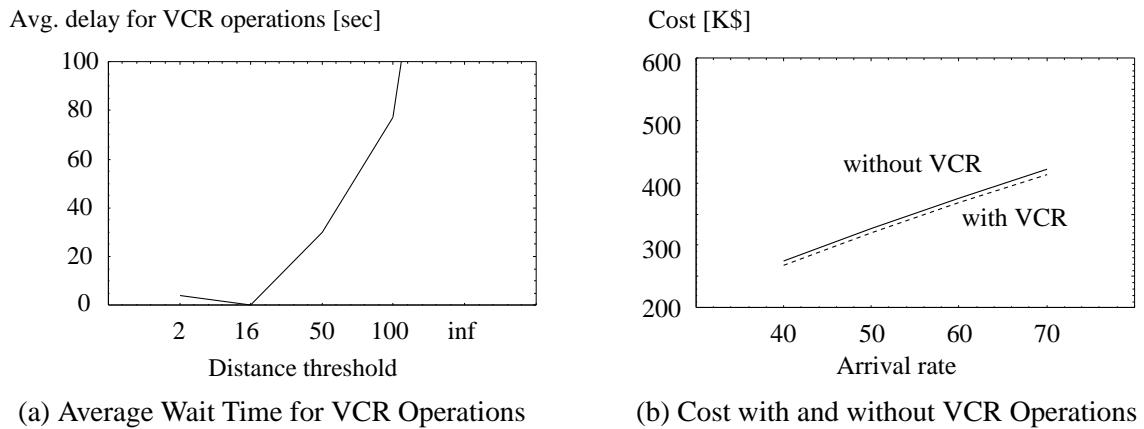 Avg. delay for VCR operations [sec]
100
80
60
40
20
0
2 16 50 100 inf
Distance threshold
(a) Average Wait Time for VCR Operations
Cost [K$]
600
500
400
300
200
without VCR
with VCR
40 50 60 70
Arrival rate
(b) Cost with and without VCR Operations